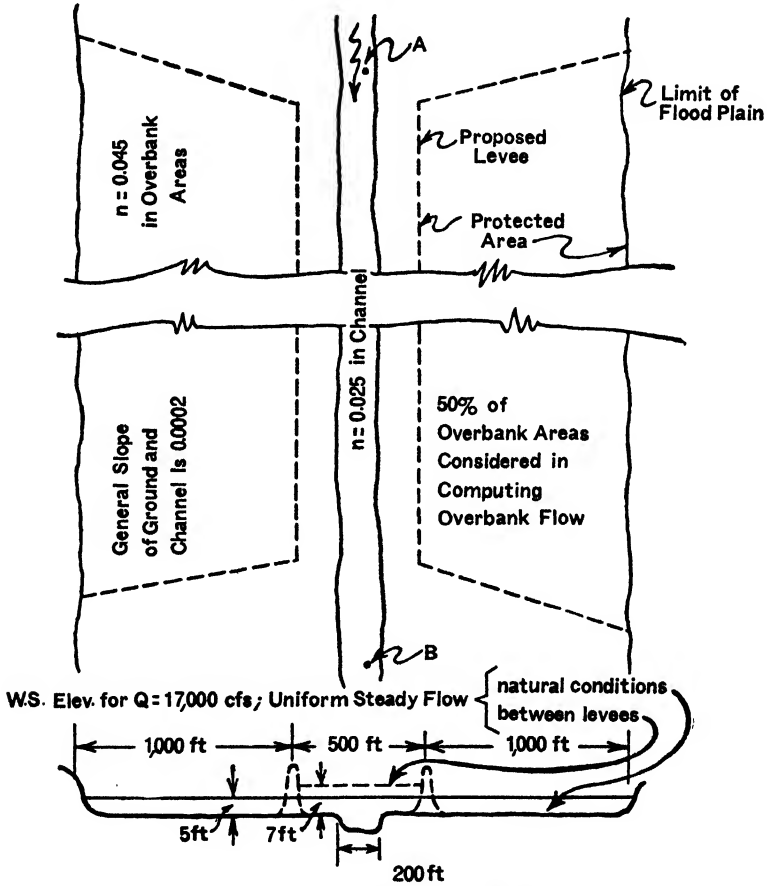 A
Limit of
Flood Plain
n = 0.045
in Overbank
Areas
Proposed
Levee
Protected
Area
n = 0.025 in Channel
General Slope
of Ground and
Channel is 0.0002
50% of
Overbank Areas
Considered in
Computing
Overbank Flow
B
W.S. Elev. for Q = 17,000 cfs; Uniform Steady Flow
natural conditions
between levees
1,000 ft
500 ft
1,000 ft
5ft
7ft
200 ft